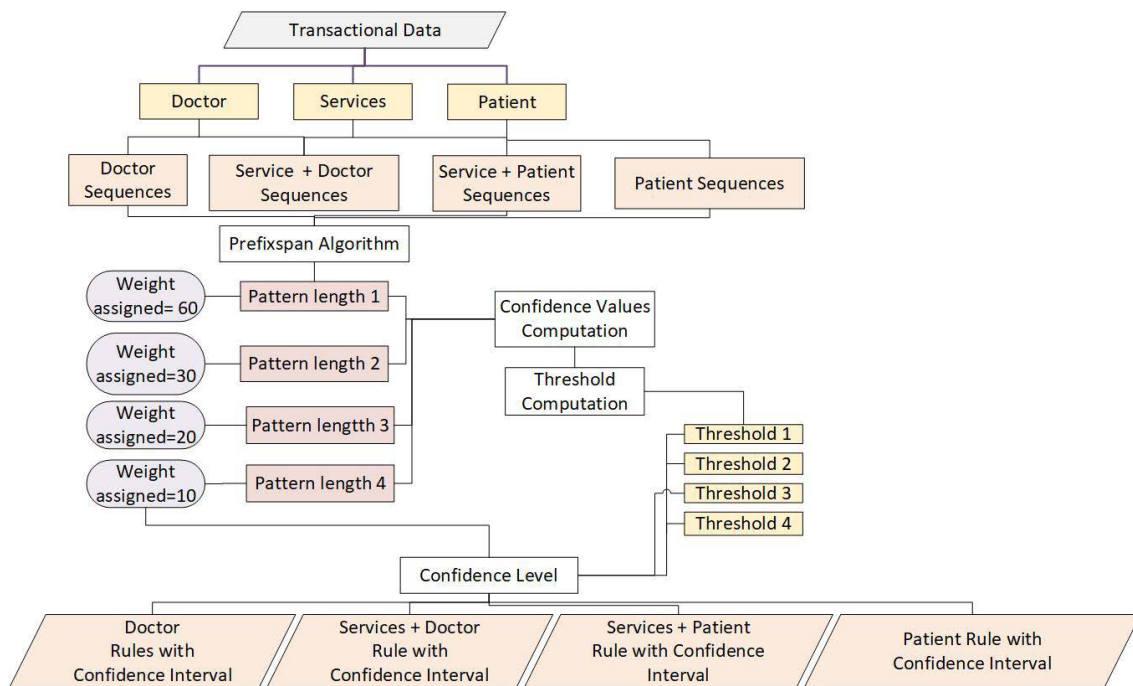 Transactional Data
Doctor
Services
Patient
Doctor
Sequences
Service + Doctor
Sequences
Service + Patient
Sequences
Patient Sequences
Prefixspan Algorithm
Weight
assigned= 60
Pattern length 1
Confidence Values
Computation
Weight
assigned=30
Pattern length 2
Threshold
Computation
Weight
assigned=20
Pattern lengtth 3
Threshold 1
Threshold 2
Weight
assigned=10
Pattern length 4
Threshold 3
Threshold 4
Confidence Level
Doctor
Rules with
Confidence Interval
Services + Doctor
Rule with
Confidence Interval
Services + Patient
Rule with Confidence
Interval
Patient Rule with
Confidence Interval